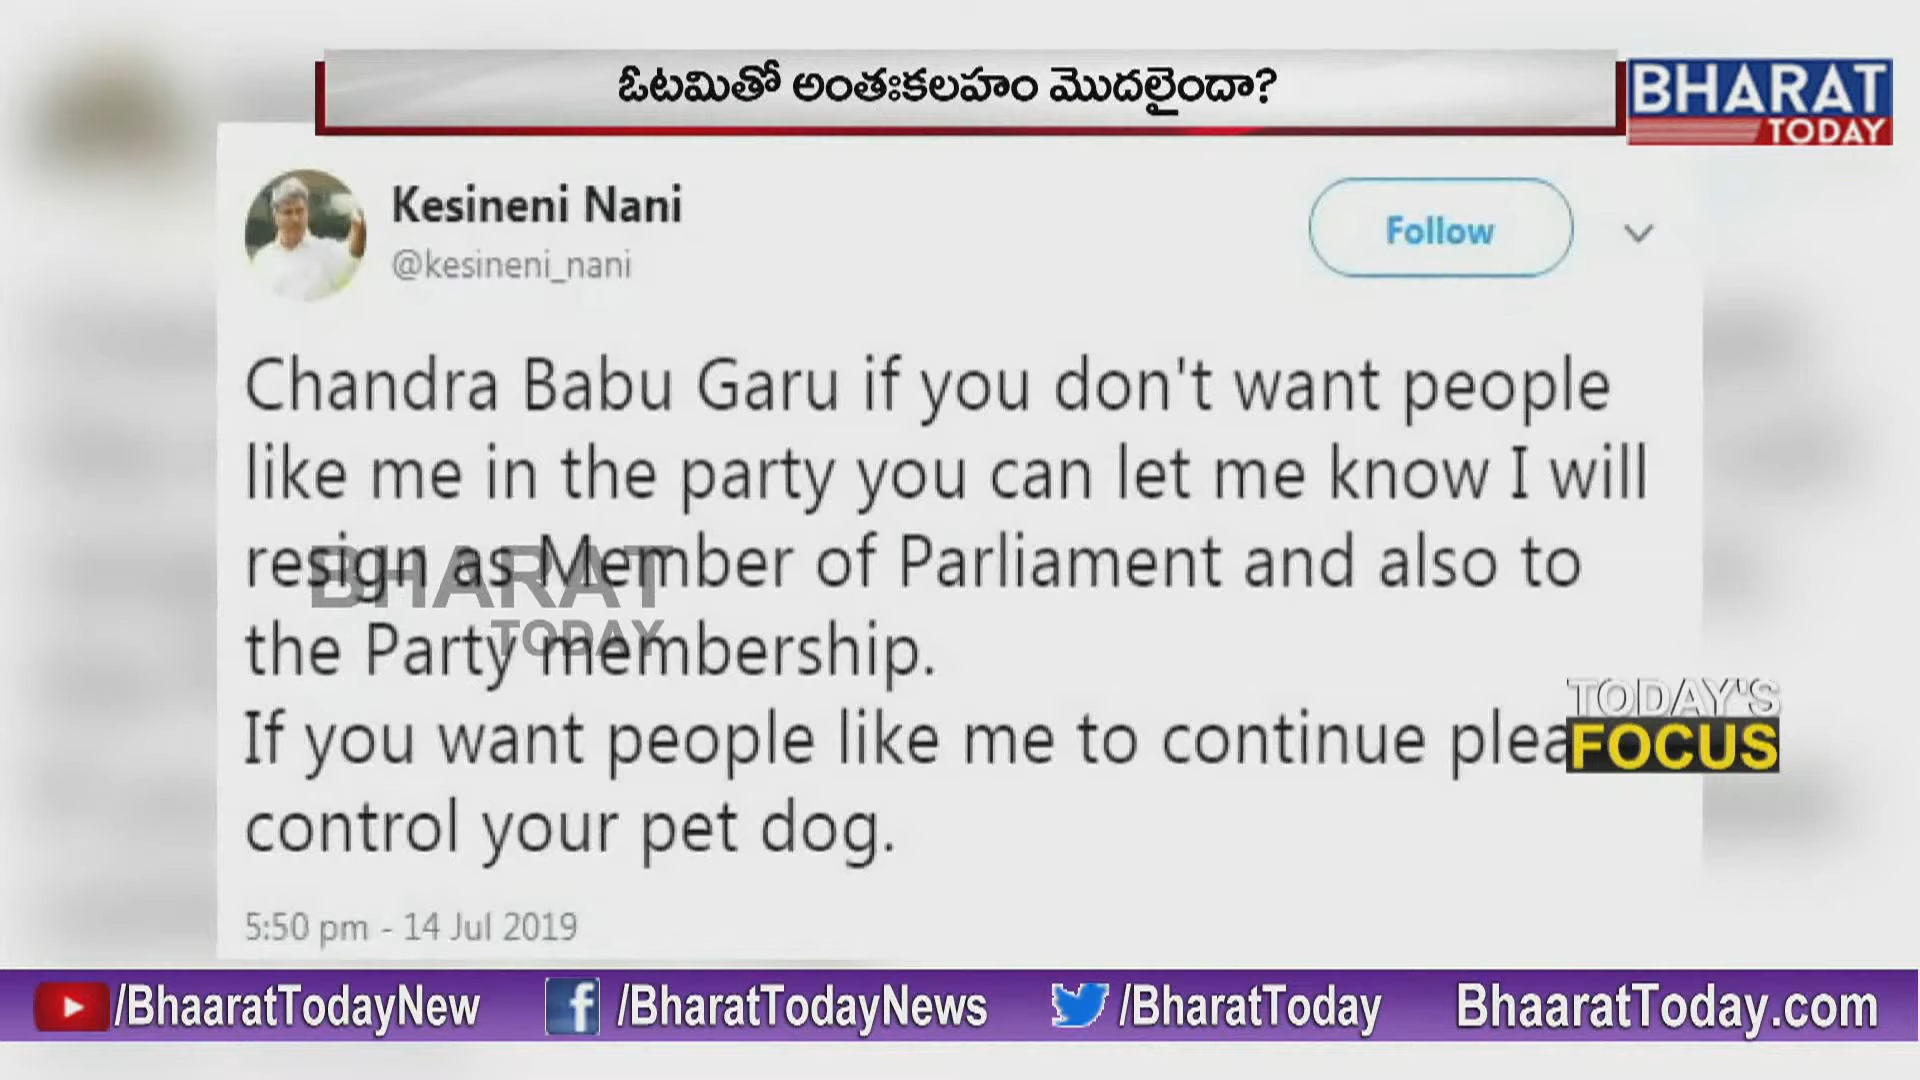 ఓటమితో అంతఃకలహం మొదలైందా?
BHARAT
TODAY
Kesineni Nani
@kesineni_nani
Follow
Chandra Babu Garu if you don't want people
like me in the party you can let me know I will
resign as Member of Parliament and also to
the Party membership.
If you want people like me to continue plea
control your pet dog.
5:50 pm - 14 Jul 2019
BHARAT
TODAY
TODAY'S
FOCUS
/BhaaratTodayNew
/BharatTodayNews
/BharatToday
BhaaratToday.com